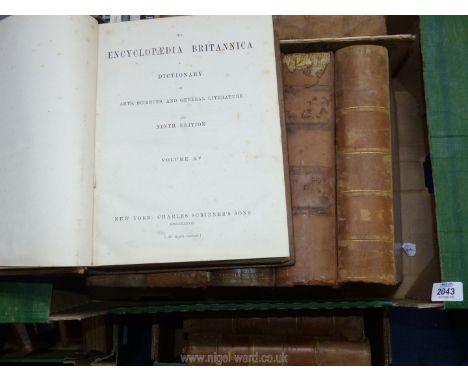 THE
ENCYCLOPÆDIA BRITANNICA
A
DICTIONARY
OF
ARTS, SCIENCES, AND GENERAL LITERATURE
NINTH EDITION
VOLUME XV
NEW YORK: CHARLES SCRIBNER'S SONS
2043
www.nigel-ward.co.uk